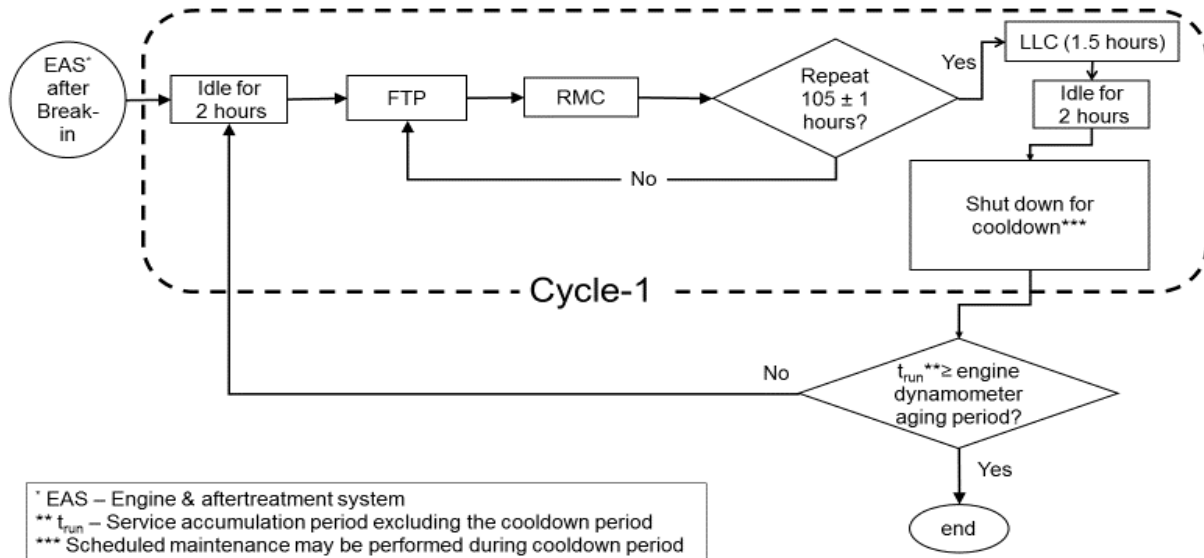 EAS*
after
Break-
in
Idle for
2 hours
FTP
RMC
Repeat
105 ± 1
hours?
Yes
LLC (1.5 hours)
Idle for
2 hours
No
Shut down for
cooldown***
Cycle-1
No
t_run**≥ engine
dynamometer
aging period?
Yes
end
* EAS – Engine & aftertreatment system
** t_run – Service accumulation period excluding the cooldown period
*** Scheduled maintenance may be performed during cooldown period